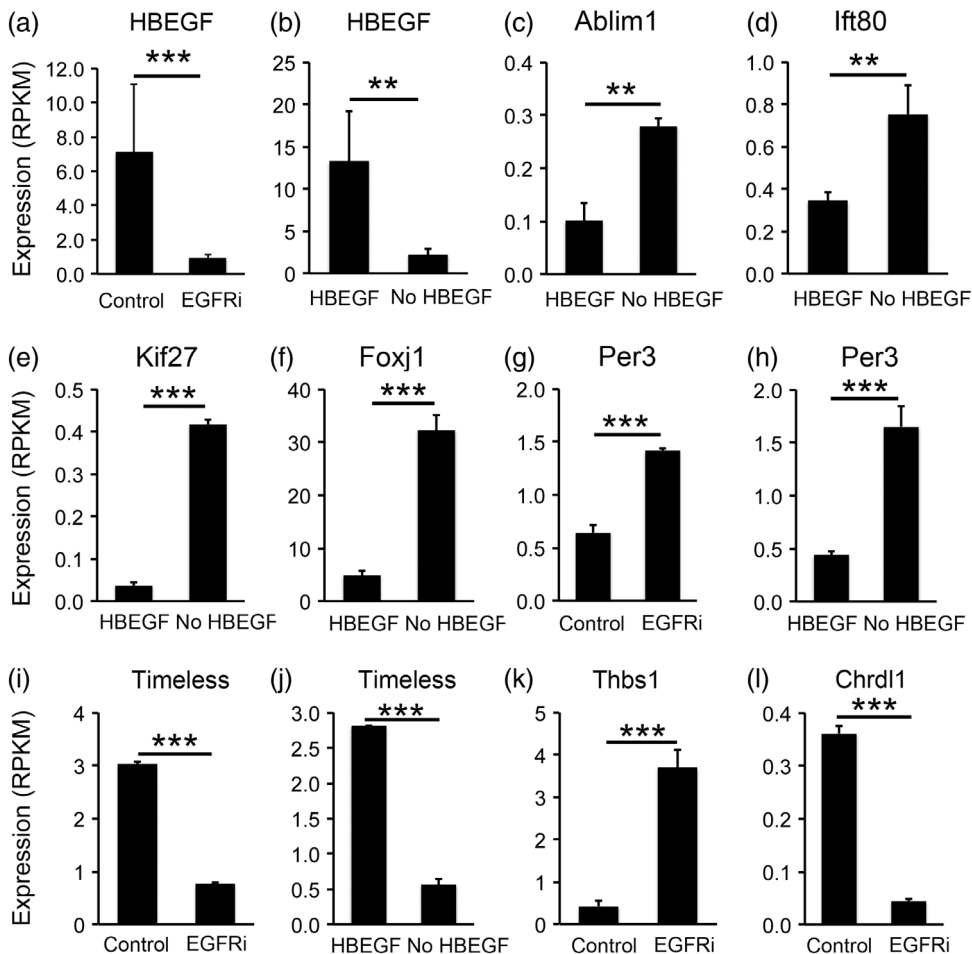 (a) HBEGF
Expression (RPKM)
***
12.0
10.0
8.0
6.0
4.0
2.0
0.0
Control EGFRi
(b) HBEGF
**
25
20
15
10
5
0
HBEGF No HBEGF
(c) Ablim1
**
0.4
0.3
0.2
0.1
0.0
HBEGF No HBEGF
(d) Ift80
**
1.0
0.8
0.6
0.4
0.2
0.0
HBEGF No HBEGF
(e) Kif27
Expression (RPKM)
***
0.5
0.4
0.3
0.2
0.1
0.0
HBEGF No HBEGF
(f) Foxj1
***
40
30
20
10
0
HBEGF No HBEGF
(g) Per3
***
2.0
1.5
1.0
0.5
0.0
Control EGFRi
(h) Per3
***
2.0
1.5
1.0
0.5
0.0
HBEGF No HBEGF
(i) Timeless
Expression (RPKM)
***
4
3
2
1
0
Control EGFRi
(j) Timeless
***
3.0
2.5
2.0
1.5
1.0
0.5
0.0
HBEGF No HBEGF
(k) Thbs1
***
5
4
3
2
1
0
Control EGFRi
(l) Chrdl1
***
0.4
0.3
0.2
0.1
0.0
Control EGFRi